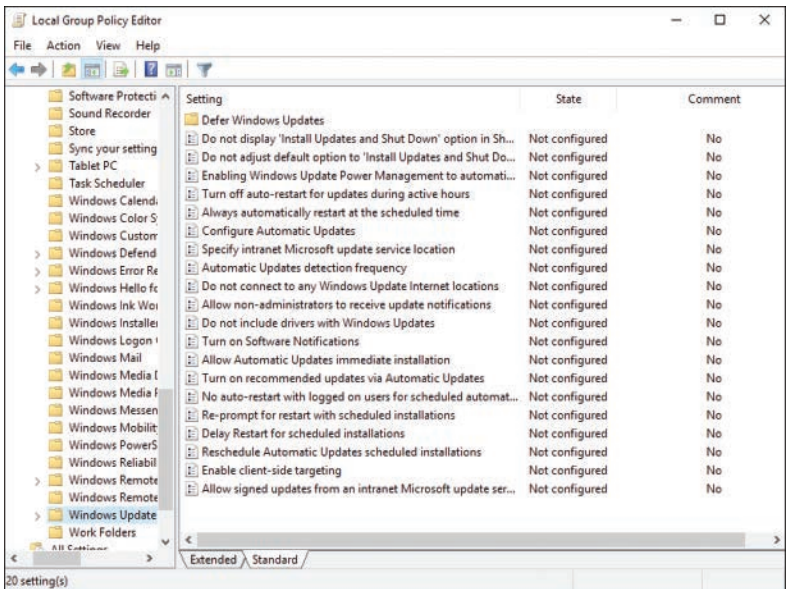 Local Group Policy Editor
File Action View Help
Software Protecti
Sound Recorder
Store
Sync your setting
Tablet PC
Task Scheduler
Windows Calend
Windows Color S
Windows Custom
Windows Defend
Windows Error Re
Windows Hello fo
Windows Ink Wor
Windows Installer
Windows Logon
Windows Mail
Windows Media
Windows Media
Windows Messen
Windows Mobilit
Windows PowerS
Windows Reliabil
Windows Remote
Windows Remote
Windows Update
Work Folders
All Settings
Setting State Comment
Defer Windows Updates
Do not display 'Install Updates and Shut Down' option in Sh... Not configured No
Do not adjust default option to 'Install Updates and Shut Do... Not configured No
Enabling Windows Update Power Management to automati... Not configured No
Turn off auto-restart for updates during active hours Not configured No
Always automatically restart at the scheduled time Not configured No
Configure Automatic Updates Not configured No
Specify intranet Microsoft update service location Not configured No
Automatic Updates detection frequency Not configured No
Do not connect to any Windows Update Internet locations Not configured No
Allow non-administrators to receive update notifications Not configured No
Do not include drivers with Windows Updates Not configured No
Turn on Software Notifications Not configured No
Allow Automatic Updates immediate installation Not configured No
Turn on recommended updates via Automatic Updates Not configured No
No auto-restart with logged on users for scheduled automat... Not configured No
Re-prompt for restart with scheduled installations Not configured No
Delay Restart for scheduled installations Not configured No
Reschedule Automatic Updates scheduled installations Not configured No
Enable client-side targeting Not configured No
Allow signed updates from an intranet Microsoft update ser... Not configured No
Extended Standard
20 setting(s)